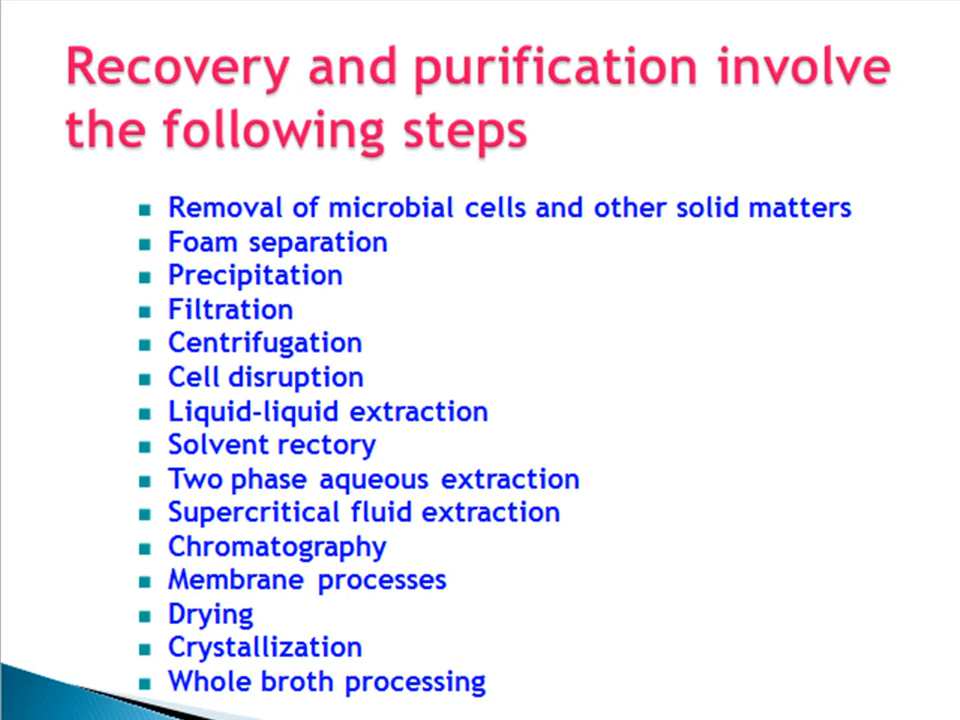 Recovery and purification involve
the following steps
Removal of microbial cells and other solid matters
Foam separation
Precipitation
Filtration
Centrifugation
Cell disruption
Liquid-liquid extraction
Solvent rectory
Two phase aqueous extraction
Supercritical fluid extraction
Chromatography
Membrane processes
Drying
Crystallization
Whole broth processing